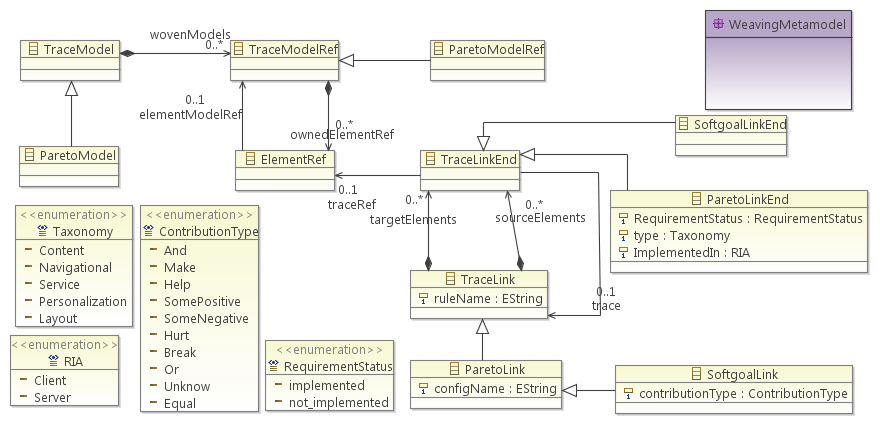 WeavingMetamodel
wovenModels
TraceModel
0..*
TraceModelRef
ParetoModelRef
0..1
elementModelRef
0..*
ownedElementRef
SoftgoalLinkEnd
ParetoModel
ElementRef
TraceLinkEnd
0..1
traceRef
0..*
targetElements
0..*
sourceElements
ParetoLinkEnd
RequirementStatus : RequirementStatus
type : Taxonomy
ImplementedIn : RIA
<<enumeration>>
Taxonomy
Content
Navigational
Service
Personalization
Layout
<<enumeration>>
ContributionType
And
Make
Help
SomePositive
SomeNegative
Hurt
Break
Or
Unknow
Equal
TraceLink
ruleName : EString
0..1
trace
<<enumeration>>
RIA
Client
Server
<<enumeration>>
RequirementStatus
implemented
not_implemented
ParetoLink
configName : EString
SoftgoalLink
contributionType : ContributionType